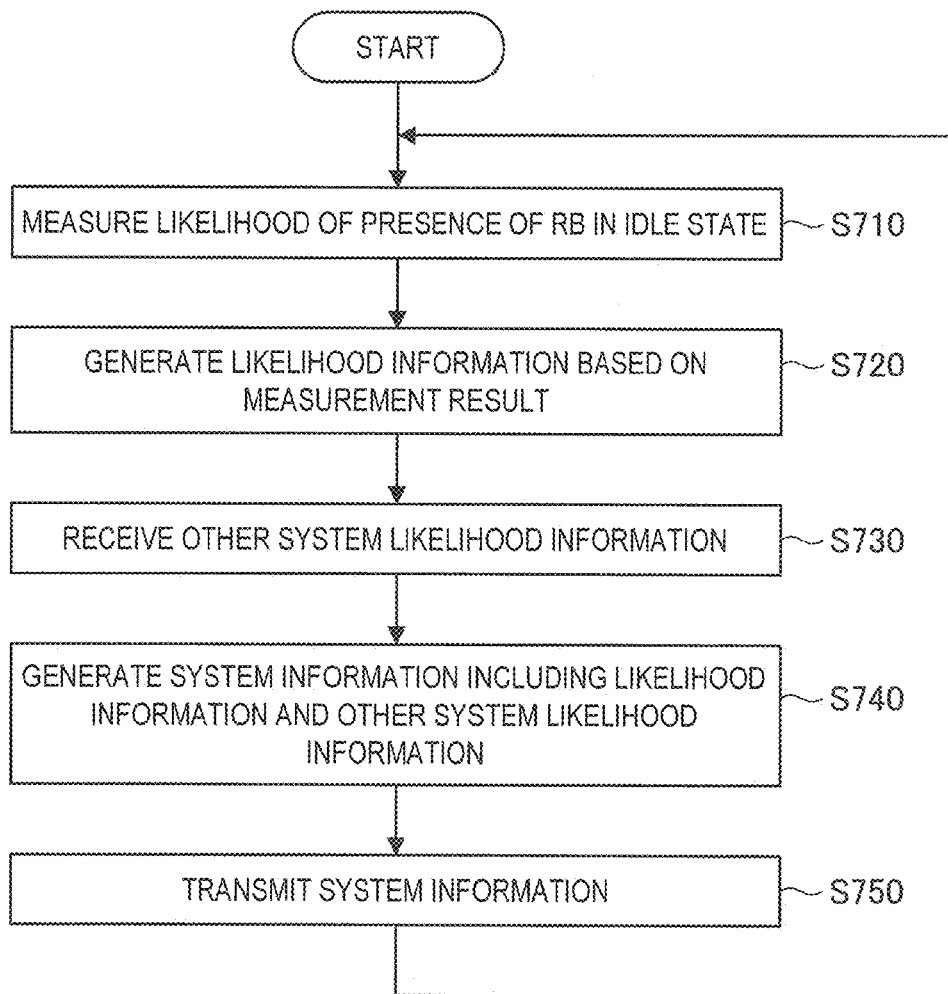 START
MEASURE LIKELIHOOD OF PRESENCE OF RB IN IDLE STATE
S710
GENERATE LIKELIHOOD INFORMATION BASED ON
MEASUREMENT RESULT
S720
RECEIVE OTHER SYSTEM LIKELIHOOD INFORMATION
S730
GENERATE SYSTEM INFORMATION INCLUDING LIKELIHOOD
INFORMATION AND OTHER SYSTEM LIKELIHOOD
INFORMATION
S740
TRANSMIT SYSTEM INFORMATION
S750